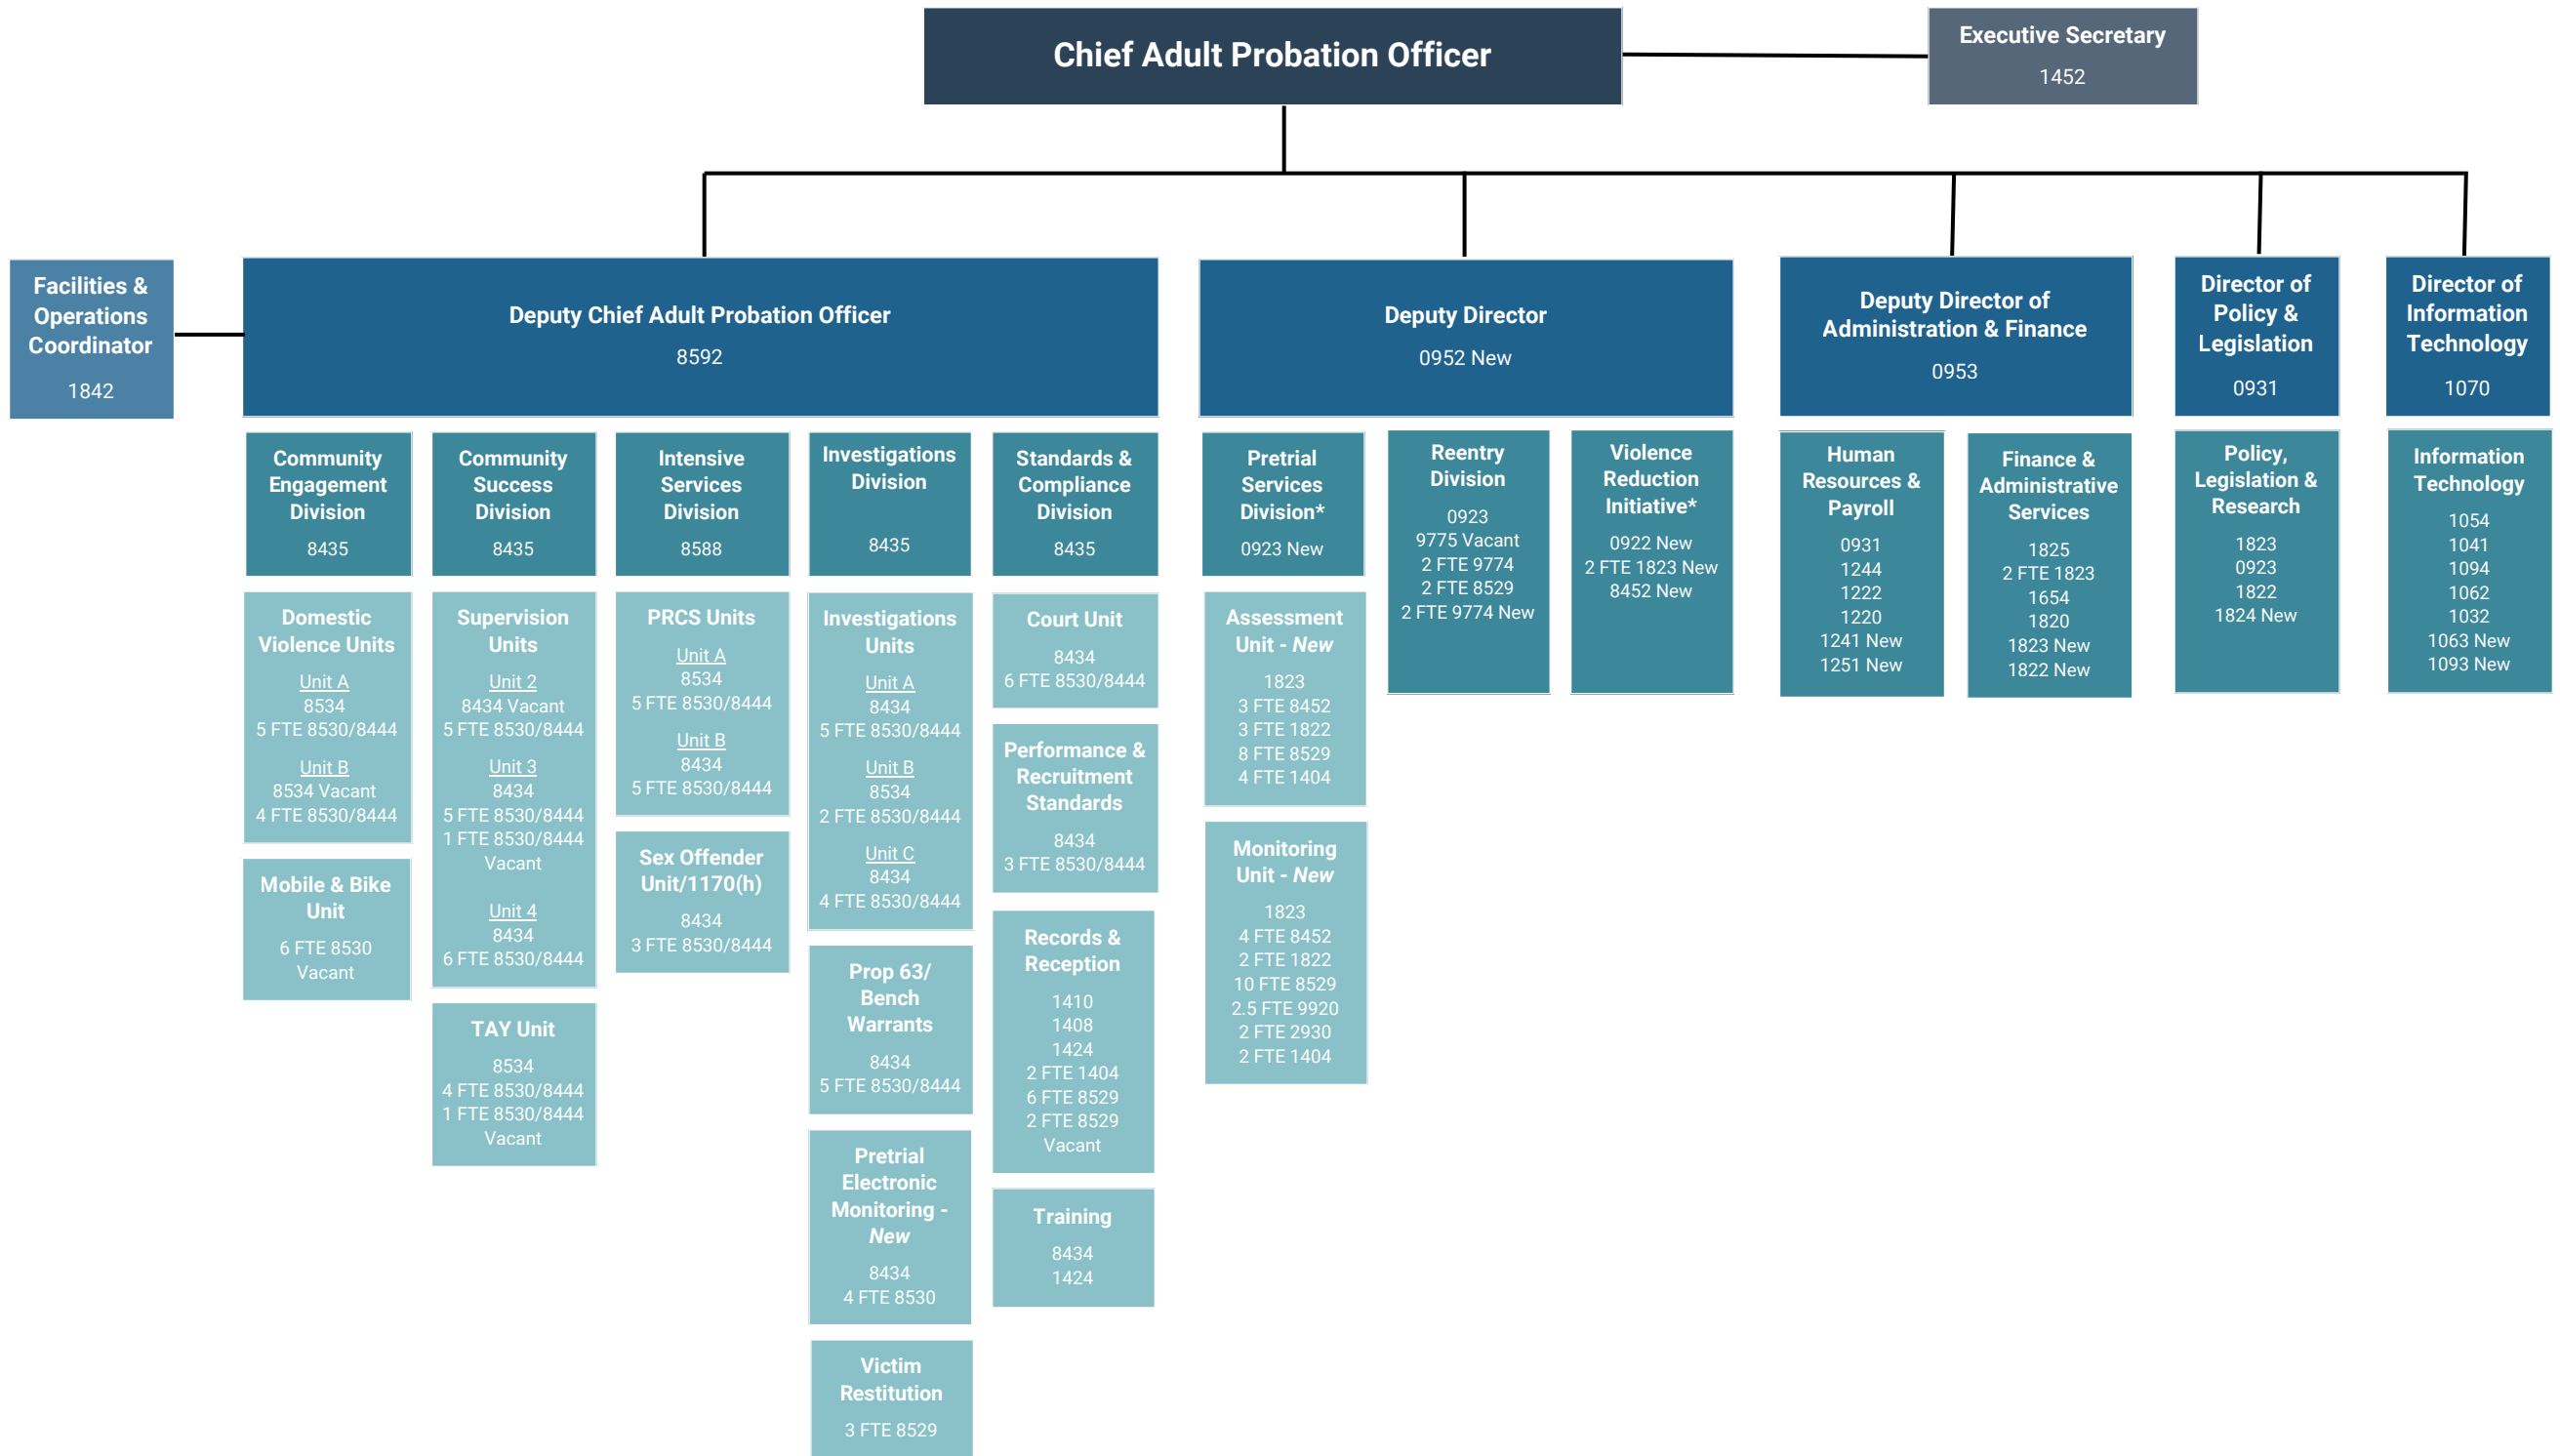 Chief Adult Probation Officer
Executive Secretary
1452
Facilities &
Operations
Coordinator
1842
Deputy Chief Adult Probation Officer
8592
Deputy Director
0952 New
Deputy Director of
Administration & Finance
0953
Director of
Policy &
Legislation
0931
Director of
Information
Technology
1070
Community
Engagement
Division
8435
Domestic
Violence Units
Unit A
8534
5 FTE 8530/8444
Unit B
8534 Vacant
4 FTE 8530/8444
Mobile & Bike
Unit
6 FTE 8530
Vacant
Community
Success
Division
8435
Supervision
Units
Unit 2
8434 Vacant
5 FTE 8530/8444
Unit 3
8434
5 FTE 8530/8444
1 FTE 8530/8444
Vacant
Unit 4
8434
6 FTE 8530/8444
TAY Unit
8534
4 FTE 8530/8444
1 FTE 8530/8444
Vacant
Intensive
Services
Division
8588
PRCS Units
Unit A
8534
5 FTE 8530/8444
Unit B
8434
5 FTE 8530/8444
Sex Offender
Unit/1170(h)
8434
3 FTE 8530/8444
Investigations
Division
8435
Investigations
Units
Unit A
8434
5 FTE 8530/8444
Unit B
8534
2 FTE 8530/8444
Unit C
8434
4 FTE 8530/8444
Prop 63/
Bench
Warrants
8434
5 FTE 8530/8444
Pretrial
Electronic
Monitoring -
New
8434
4 FTE 8530
Victim
Restitution
3 FTE 8529
Standards &
Compliance
Division
8435
Court Unit
8434
6 FTE 8530/8444
Performance &
Recruitment
Standards
8434
3 FTE 8530/8444
Records &
Reception
1410
1408
1424
2 FTE 1404
6 FTE 8529
2 FTE 8529
Vacant
Training
8434
1424
Pretrial
Services
Division*
0923 New
Assessment
Unit - New
1823
3 FTE 8452
3 FTE 1822
8 FTE 8529
4 FTE 1404
Monitoring
Unit - New
1823
4 FTE 8452
2 FTE 1822
10 FTE 8529
2.5 FTE 9920
2 FTE 2930
2 FTE 1404
Reentry
Division
0923
9775 Vacant
2 FTE 9774
2 FTE 8529
2 FTE 9774 New
Violence
Reduction
Initiative*
0922 New
2 FTE 1823 New
8452 New
Human
Resources &
Payroll
0931
1244
1222
1220
1241 New
1251 New
Finance &
Administrative
Services
1825
2 FTE 1823
1654
1820
1823 New
1822 New
Policy,
Legislation &
Research
1823
0923
1822
1824 New
Information
Technology
1054
1041
1094
1062
1032
1063 New
1093 New